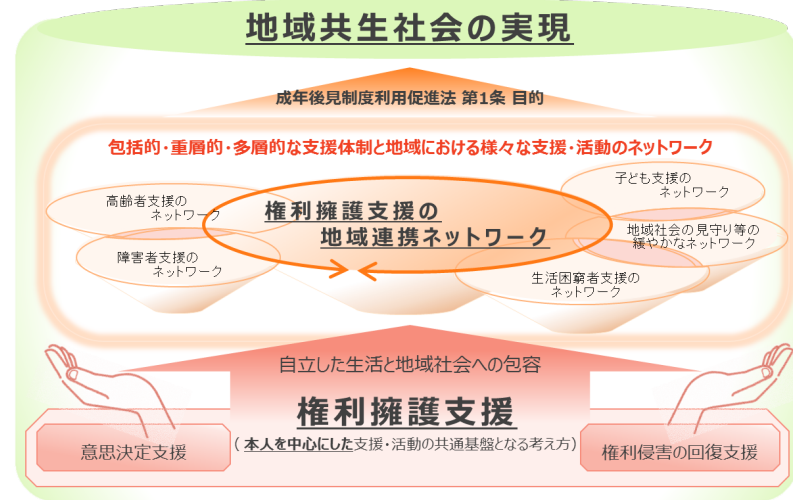 地域共生社会の実現
成年後見制度利用促進法 第1条 目的
包括的・重層的・多層的な支援体制と地域における様々な支援・活動のネットワーク
高齢者支援の
ネットワーク
障害者支援の
ネットワーク
権利擁護支援の
地域連携ネットワーク
子ども支援の
ネットワーク
地域社会の見守り等の
緩やかなネットワーク
生活困窮者支援の
ネットワーク
自立した生活と地域社会への包容
権利擁護支援
(本人を中心にした支援・活動の共通基盤となる考え方)
意思決定支援
権利侵害の回復支援